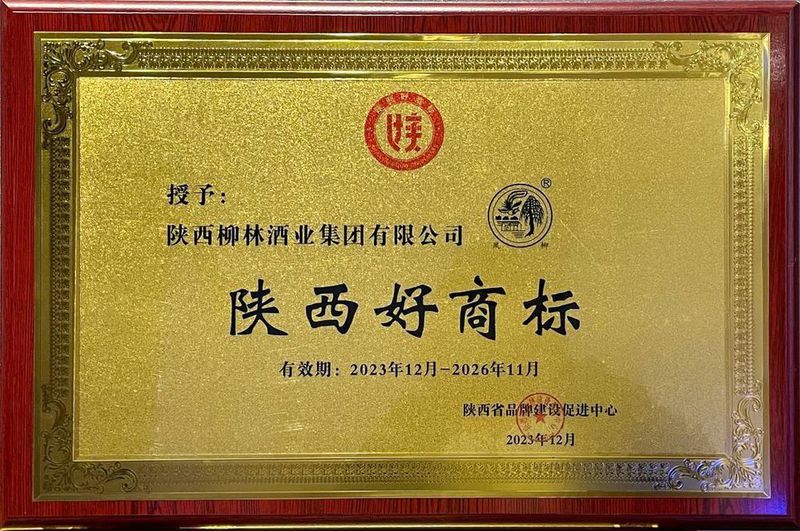 授予：
陕西柳林酒业集团有限公司
®
陕西好商标
有效期：2023年12月-2026年11月
陕西省品牌建设促进中心
2023年12月